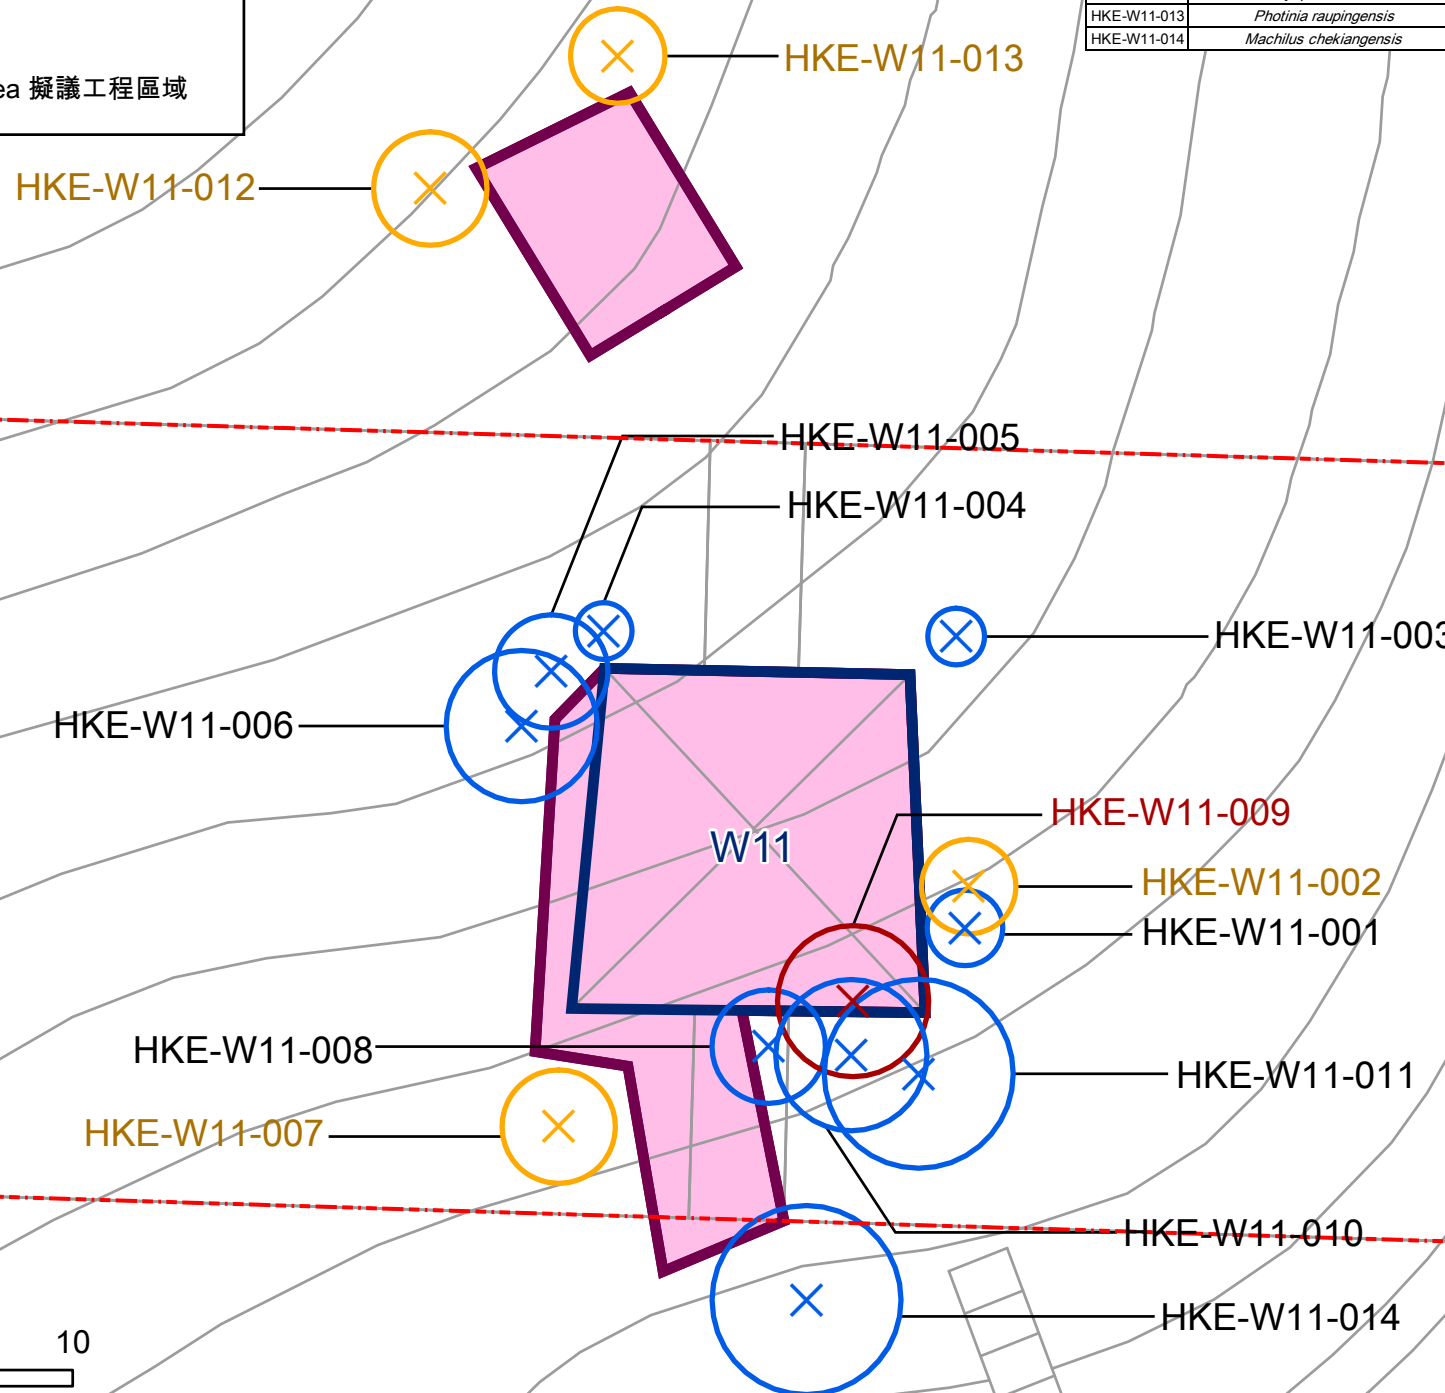 HKE-W11-013 Photinia raupingensis
HKE-W11-014 Machilus chekiangensis
ea 擬議工程區域
HKE-W11-013
HKE-W11-012
HKE-W11-005
HKE-W11-004
HKE-W11-003
HKE-W11-006
HKE-W11-009
W11
HKE-W11-002
HKE-W11-001
HKE-W11-008
HKE-W11-011
HKE-W11-007
HKE-W11-010
HKE-W11-014
10